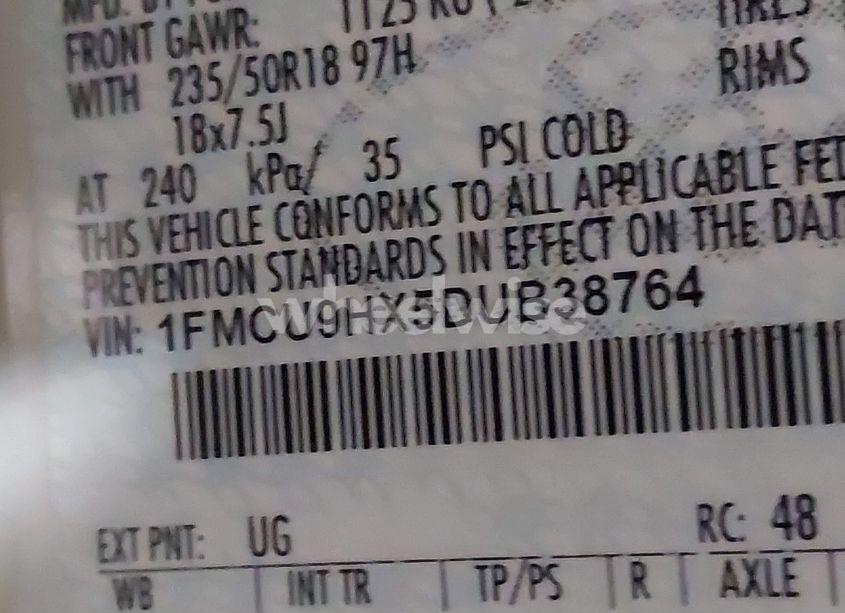 FRONT GAWR:
WITH 235/50R18 97H
RIMS
18x7.5J
AT 240 kPa/ 35 PSI COLD
THIS VEHICLE CONFORMS TO ALL APPLICABLE FED
PREVENTION STANDARDS IN EFFECT ON THE DAT
VIN: 1FMCU9HX5DUB38764
wheelwise
EXT PNT: UG RC: 48
WB INT TR TP/PS R AXLE